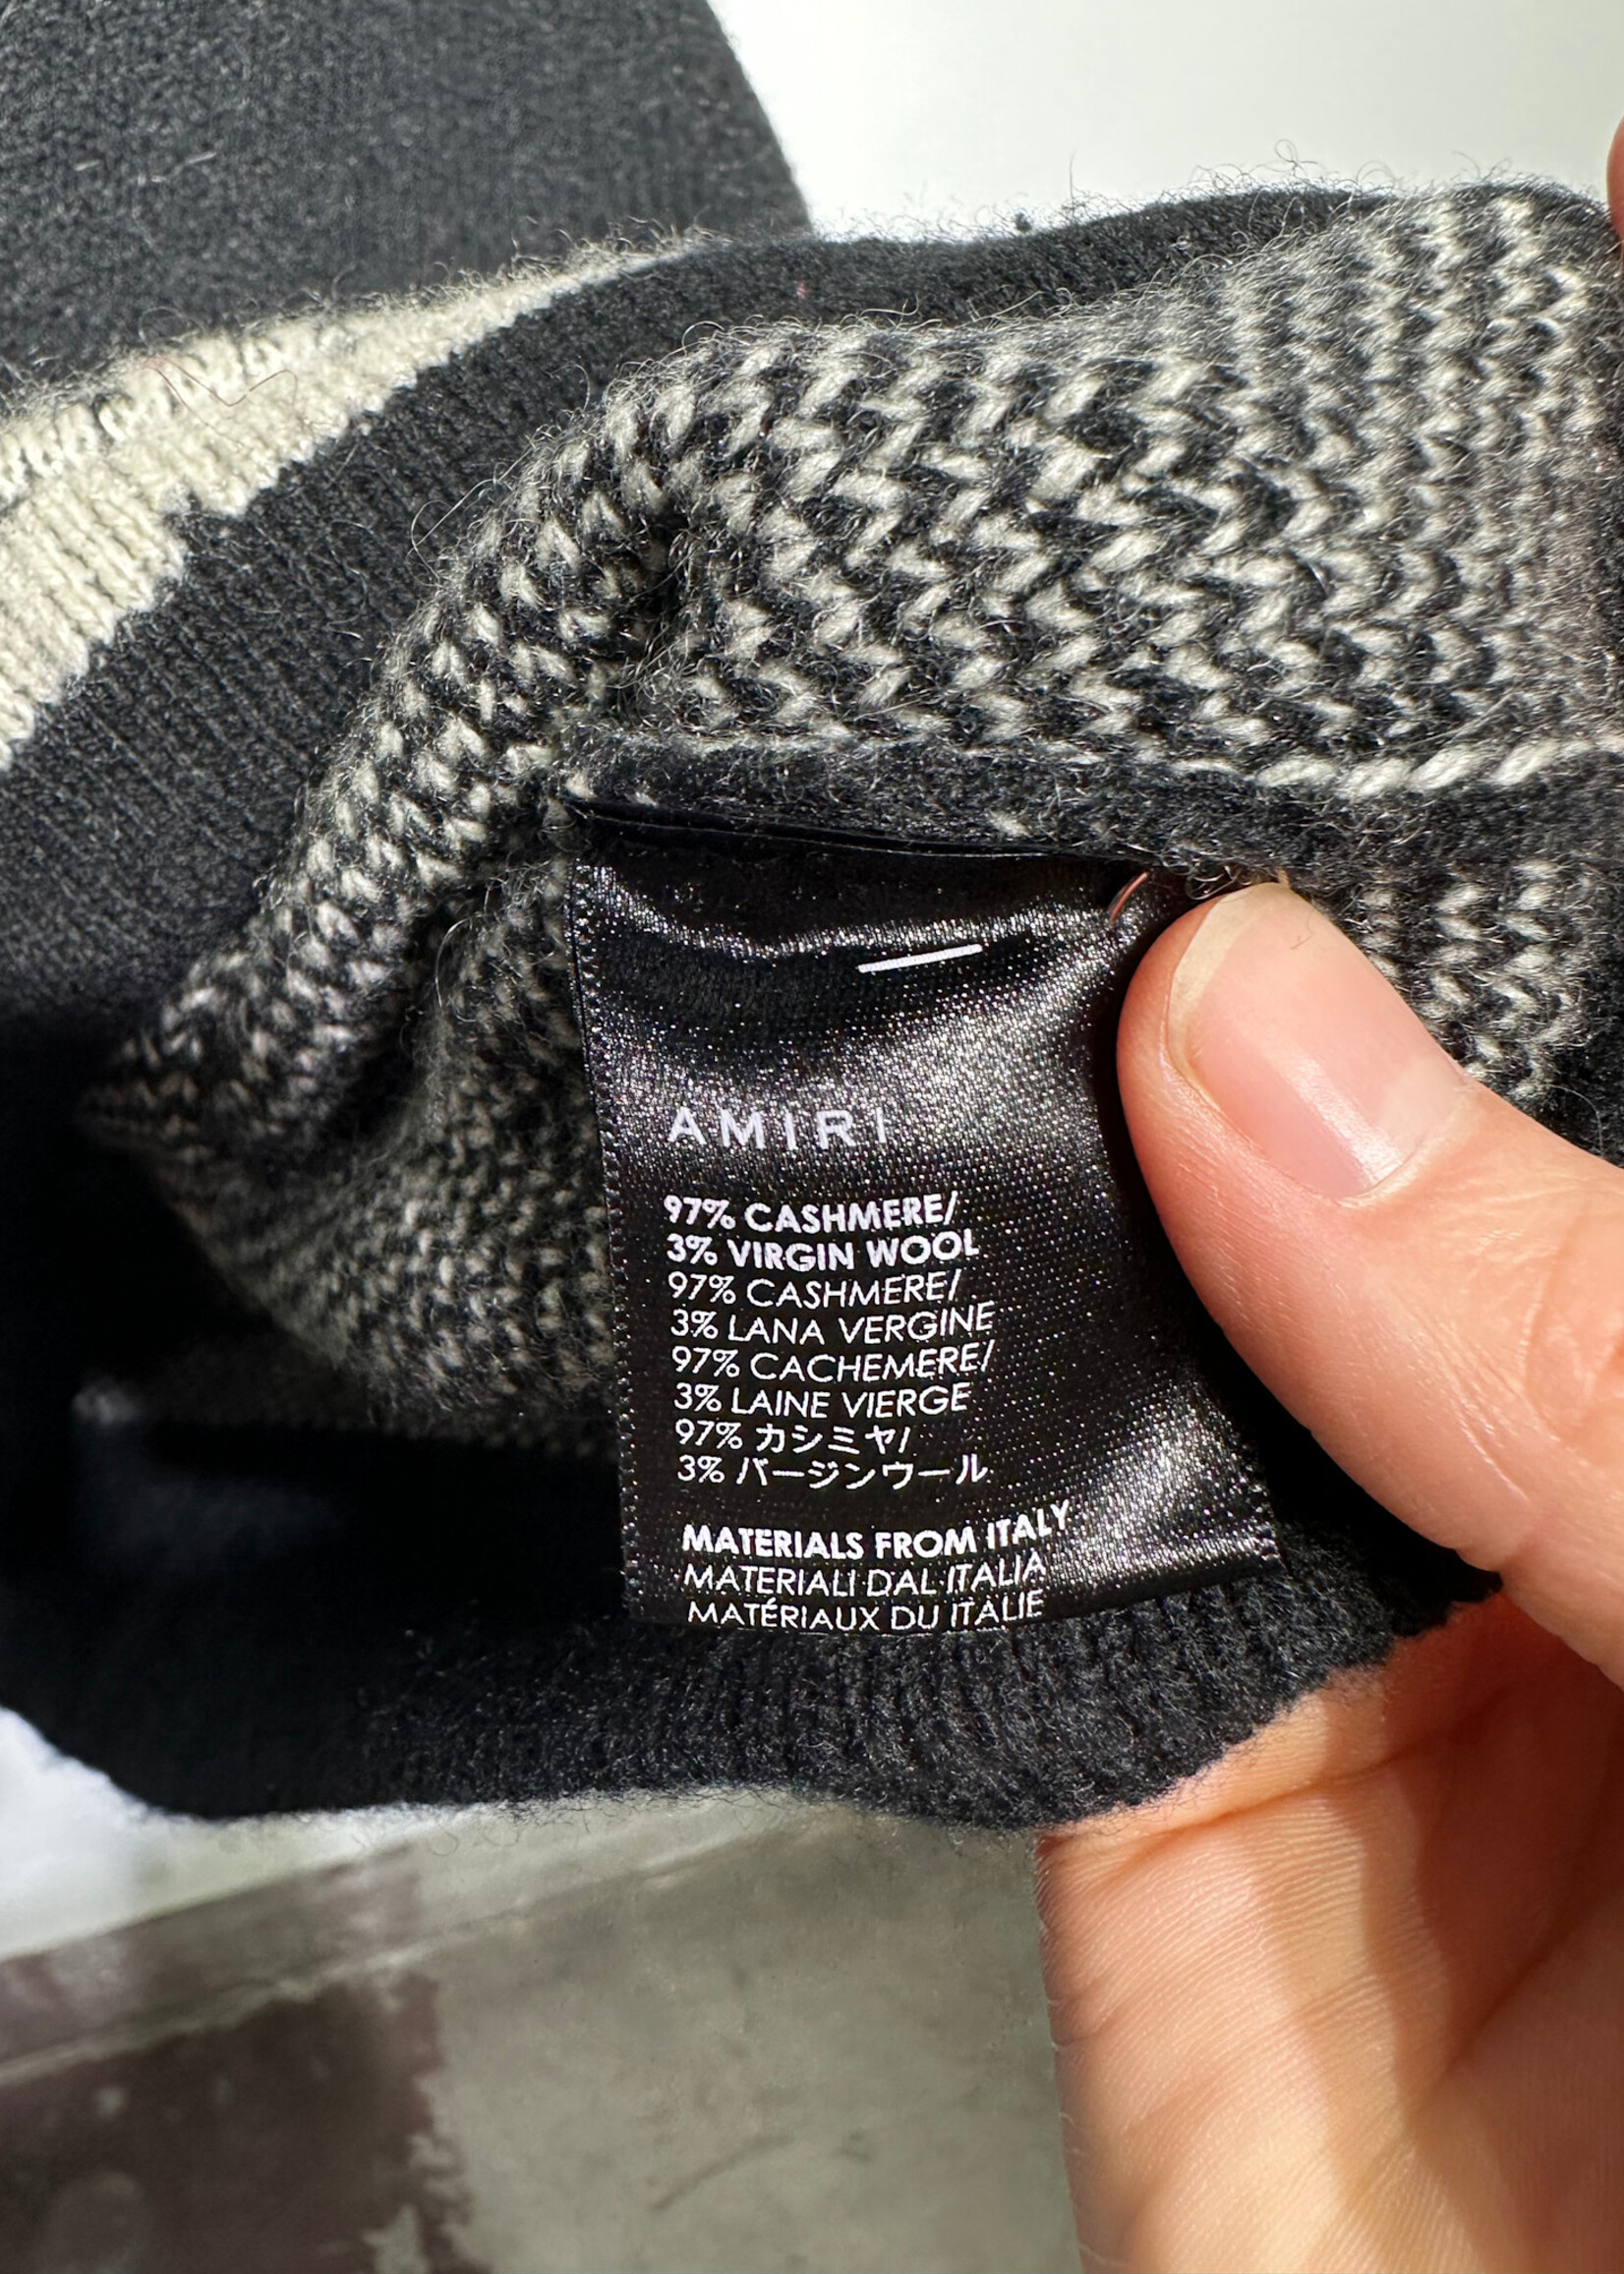 AMIRI
97% CASHMERE/
3% VIRGIN WOOL
97% CASHMERE/
3% LANA VERGINE
97% CACHEMERE/
3% LAINE VIERGE
97% カシミヤ/
3% バージンウール
MATERIALS FROM ITALY
MATERIALI DAL ITALIA
MATÉRIAUX DU ITALIE